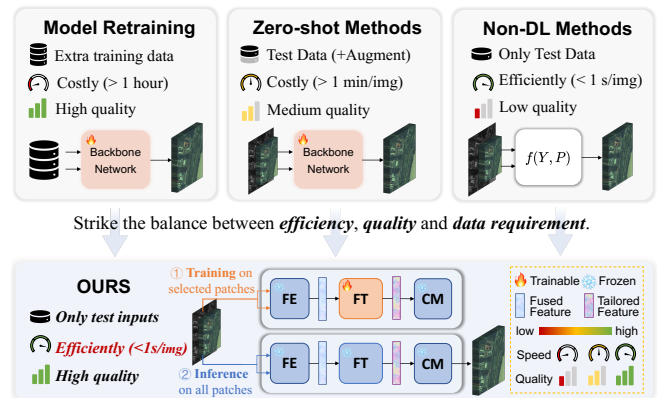 Model Retraining
Extra training data
Costly (> 1 hour)
High quality
Backbone
Network
Zero-shot Methods
Test Data (+Augment)
Costly (> 1 min/img)
Medium quality
Backbone
Network
Non-DL Methods
Only Test Data
Efficiently (< 1 s/img)
Low quality
f(Y, P)
Strike the balance between efficiency, quality and data requirement.
OURS
Only test inputs
Efficiently (<1s/img)
High quality
① Training on
selected patches
FE
FT
CM
② Inference
on all patches
FE
FT
CM
Trainable
Frozen
Fused
Feature
Tailored
Feature
low
high
Speed
Quality